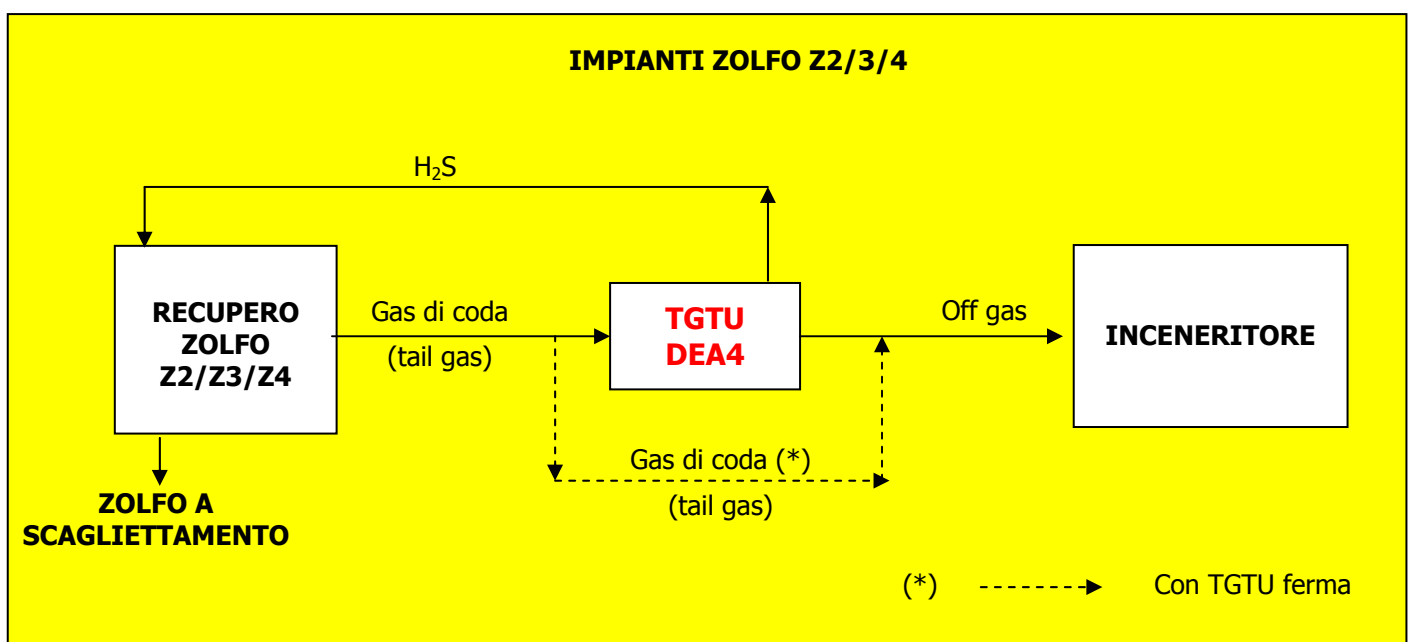 IMPIANTI ZOLFO Z2/3/4
H₂S
RECUPERO
ZOLFO
Z2/Z3/Z4
Gas di coda
(tail gas)
TGTU
DEA4
Off gas
INCENERITORE
Gas di coda (*)
(tail gas)
ZOLFO A
SCAGLIETTAMENTO
(*) Con TGTU ferma